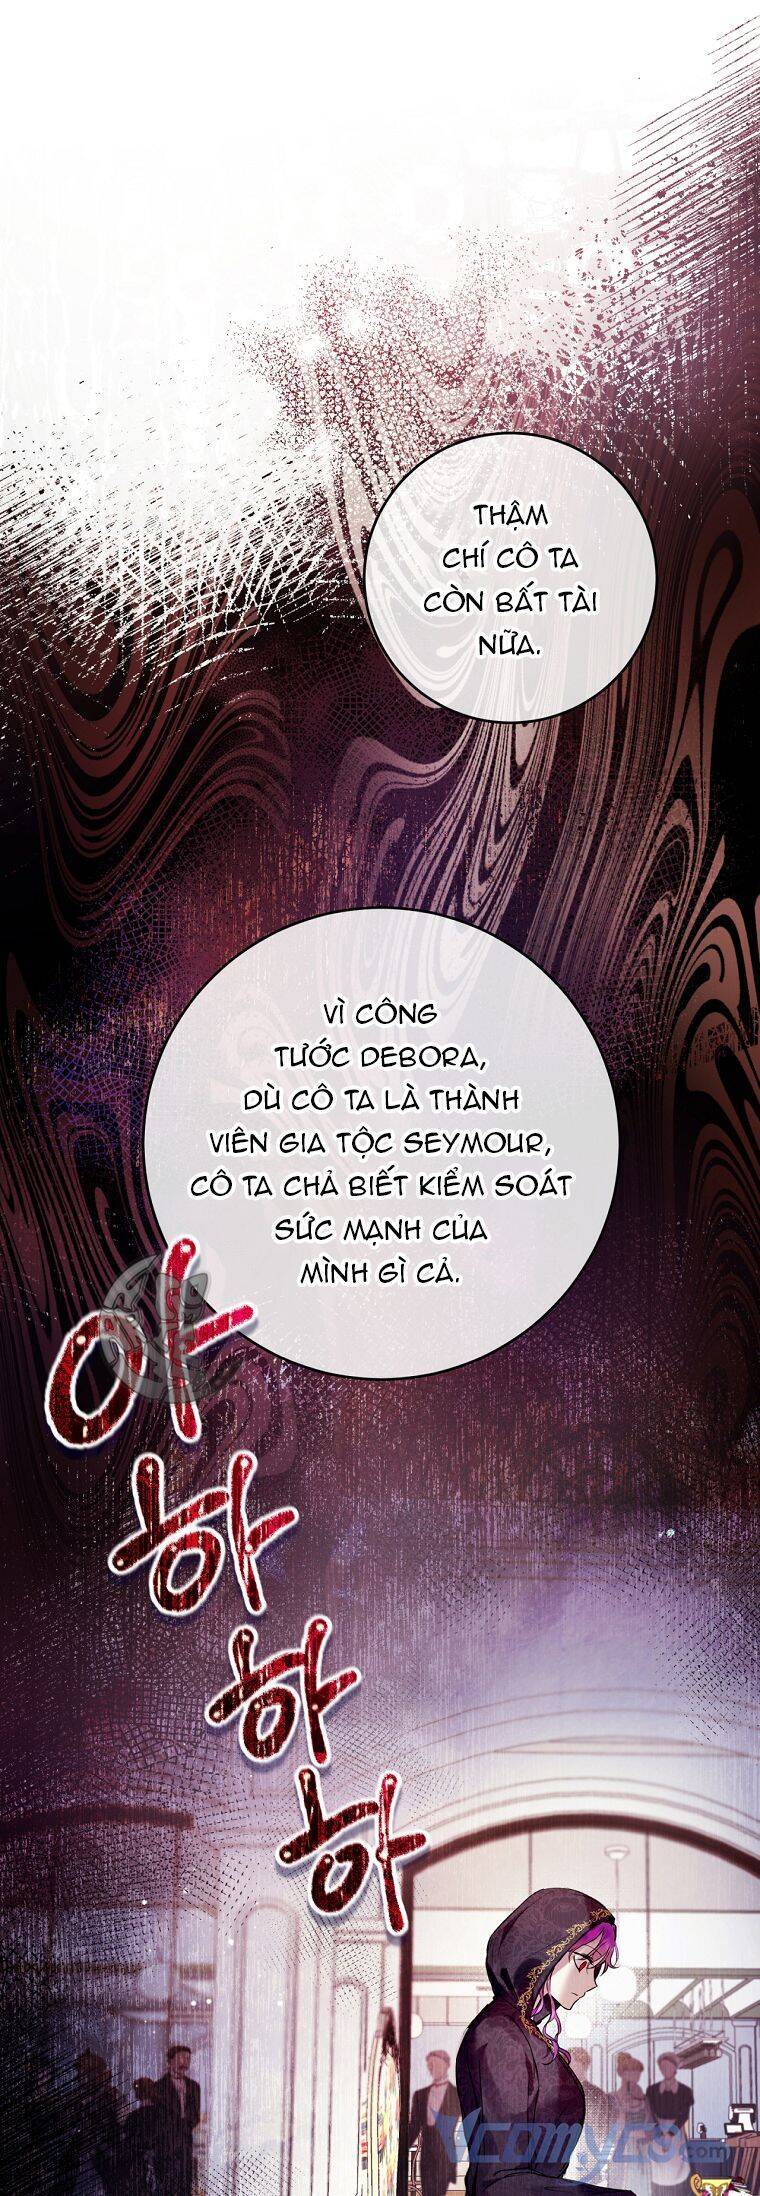 THẬM
CHÍ CÔ TA
CÒN BẤT TÀI
NỮA.
VÌ CÔNG
TƯỚC DEBORA,
DÙ CÔ TA LÀ THÀNH
VIÊN GIA TỘC SEYMOUR,
CÔ TA CHẢ BIẾT KIỂM SOÁT
SỨC MẠNH CỦA
MÌNH GÌ CẢ.
아
하
하
하
Vcomycs.com